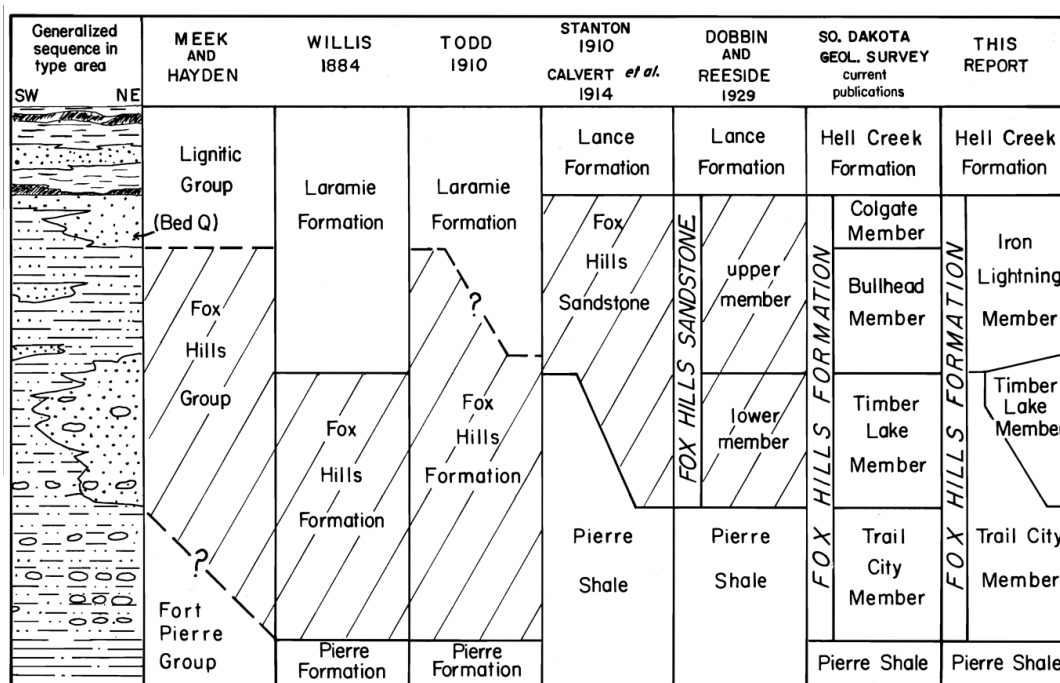 Generalized
sequence in
type area
SW NE
MEEK
AND
HAYDEN
WILLIS
1884
TODD
1910
STANTON
1910
CALVERT et al.
1914
DOBBIN
AND
REESIDE
1929
SO. DAKOTA
GEOL. SURVEY
current
publications
THIS
REPORT
Lignitic
Group
(Bed Q)
Fox
Hills
Group
?
Fort
Pierre
Group
Laramie
Formation
Fox
Hills
Formation
Pierre
Formation
Laramie
Formation
?
Fox
Hills
Formation
Pierre
Formation
Lance
Formation
Fox
Hills
Sandstone
Pierre
Shale
Lance
Formation
FOX HILLS SANDSTONE
upper
member
lower
member
Pierre
Shale
Hell Creek
Formation
FOX HILLS FORMATION
Colgate
Member
Bullhead
Member
Timber
Lake
Member
Trail
City
Member
Pierre Shale
Hell Creek
Formation
FOX HILLS FORMATION
Iron
Lightning
Member
Timber
Lake
Member
Trail City
Member
Pierre Shale